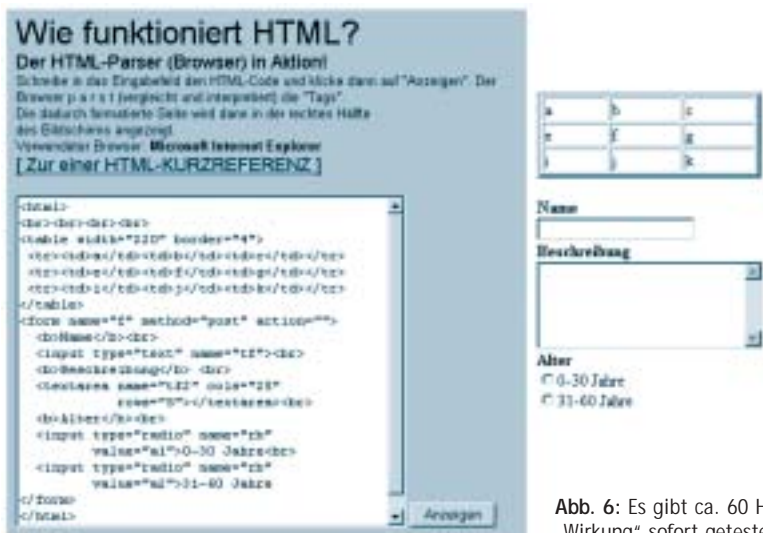 Wie funktioniert HTML?
Der HTML-Parser (Browser) in Aktion!
Schreibe in das Eingabefeld den HTML-Code und klicke dann auf "Anzeigen". Der
Browser p a r s t (vergleicht und interpretiert) die "Tags".
Die dadurch formatierte Seite wird dann in der rechten Hälfte
des Bildschirms angezeigt.
Verwendeter Browser: Microsoft Internet Explorer
[ Zur einer HTML-KURZREFERENZ ]
<html>
<br><br><br><br>
<table width="220" border="4">
<tr><td>a</td><td>b</td><td>c</td></tr>
<tr><td>e</td><td>f</td><td>g</td></tr>
<tr><td>i</td><td>j</td><td>k</td></tr>
</table>
<form name="f" method="post" action="">
<b>Name</b><br>
<input type="text" name="tf"><br>
<b>Beschreibung</b> <br>
<textarea name="tf2" cols="25"
rows="5"></textarea><br>
<b>Alter</b><br>
<input type="radio" name="rb"
value="a1">0-30 Jahre<br>
<input type="radio" name="rb"
value="a2">31-60 Jahre
</form>
</html>
Anzeigen
a b c
e f g
i j k
Name
Beschreibung
Alter
0-30 Jahre
31-60 Jahre
Abb. 6: Es gibt ca. 60 H
Wirkung" sofort getestet